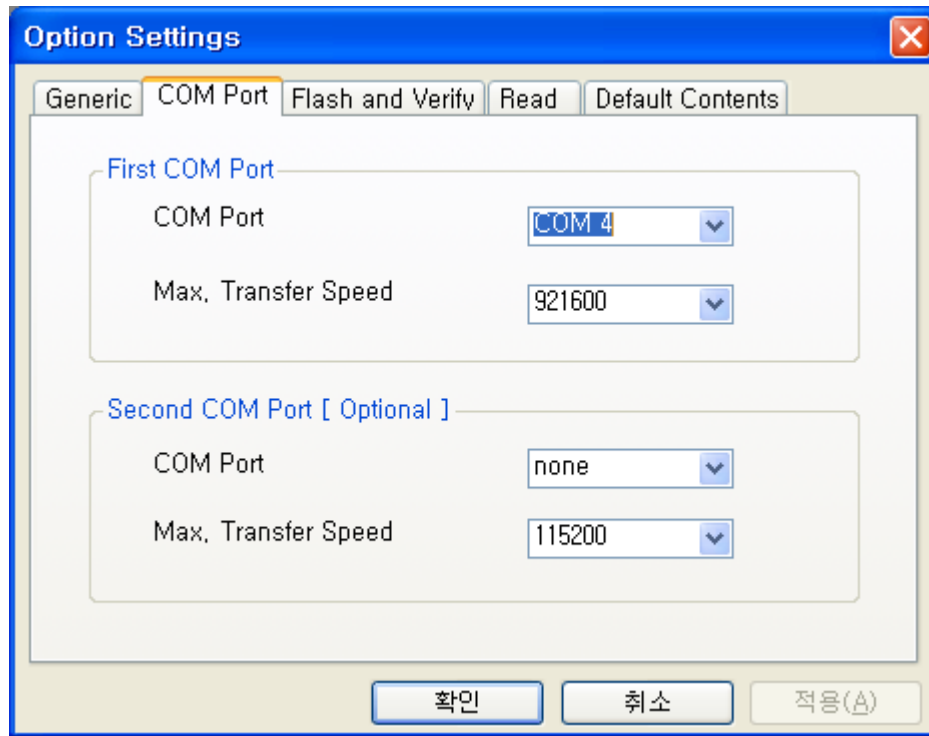 Option Settings
Generic COM Port Flash and Verify Read Default Contents
First COM Port
COM Port COM 4
Max, Transfer Speed 921600
Second COM Port [ Optional ]
COM Port none
Max, Transfer Speed 115200
확인 취소 적용(A)